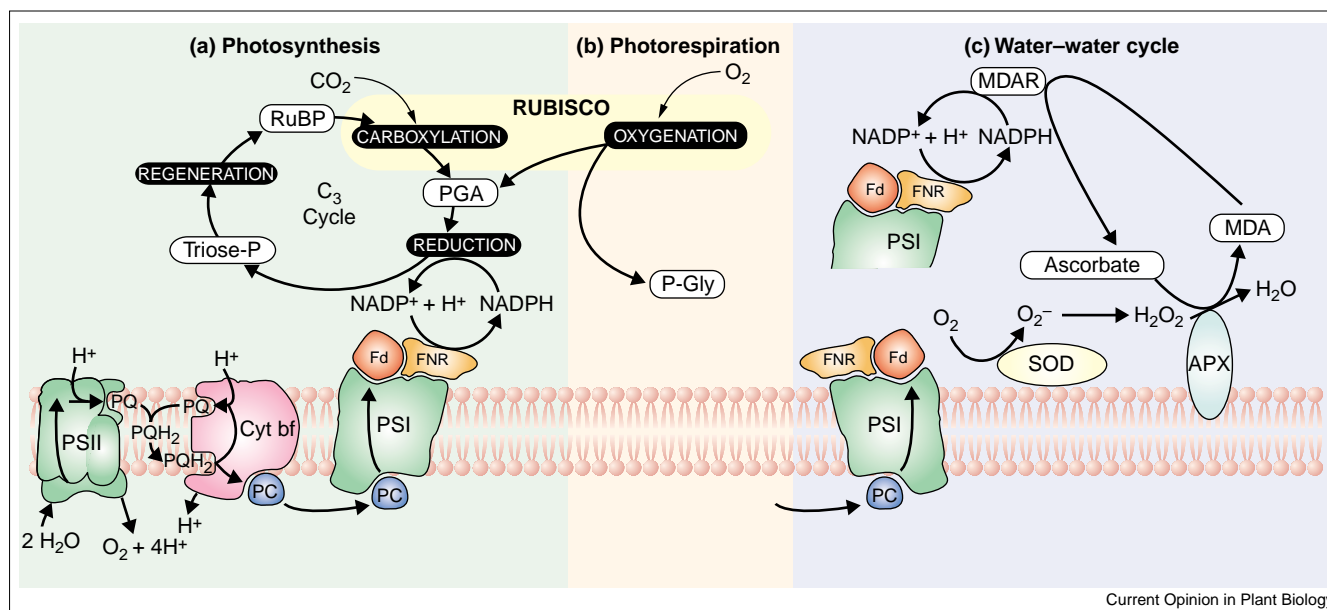 (a) Photosynthesis
(b) Photorespiration
(c) Water–water cycle
CO₂
RuBP
RUBISCO
CARBOXYLATION
REGENERATION
C₃
Cycle
PGA
Triose-P
REDUCTION
NADP⁺ + H⁺
NADPH
Fd
FNR
H⁺
PQ
PSII
PQH₂
PQH₂
H⁺
PQ
Cyt bf
PC
PSI
PC
2 H₂O
O₂ + 4H⁺
H⁺
O₂
OXYGENATION
P-Gly
MDAR
NADP⁺ + H⁺
NADPH
Fd
FNR
PSI
MDA
Ascorbate
H₂O
O₂
O₂⁻
H₂O₂
SOD
APX
FNR
Fd
PSI
PC
Current Opinion in Plant Biology